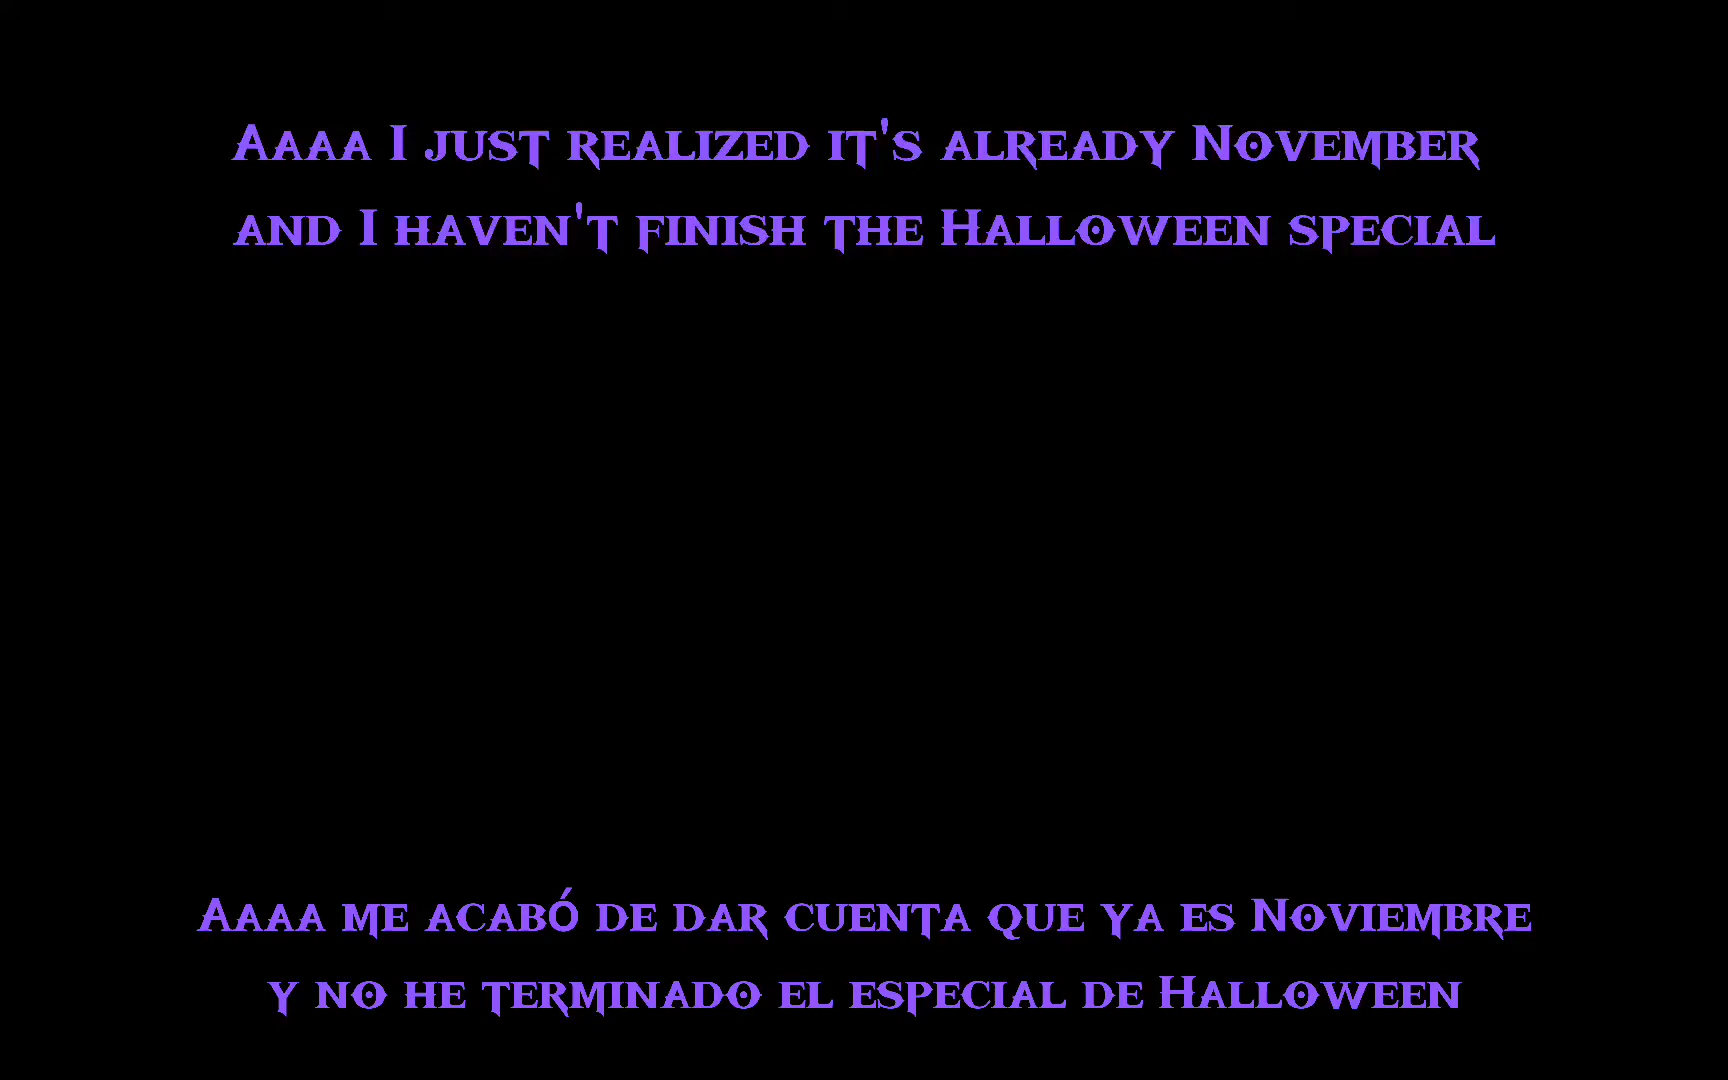 Aaaa I just realized it's already November
and I haven't finish the Halloween special
Aaaa me acabó de dar cuenta que ya es Noviembre
y no he terminado el especial de Halloween